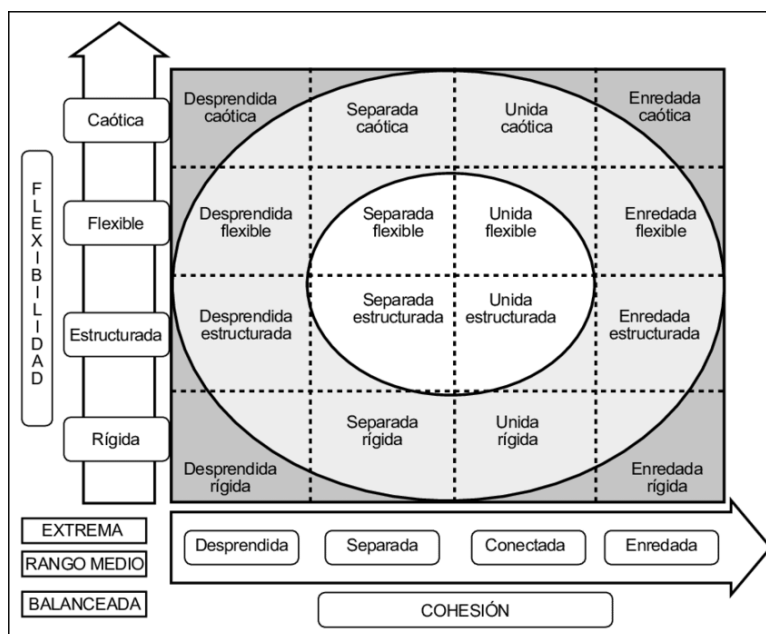 Caótica
Flexible
Estructurada
Rígida
FLEXIBILIDAD
Desprendida
caótica
Separada
caótica
Unida
caótica
Enredada
caótica
Desprendida
flexible
Separada
flexible
Unida
flexible
Enredada
flexible
Desprendida
estructurada
Separada
estructurada
Unida
estructurada
Enredada
estructurada
Desprendida
rígida
Separada
rígida
Unida
rígida
Enredada
rígida
EXTREMA
RANGO MEDIO
BALANCEADA
Desprendida
Separada
Conectada
Enredada
COHESIÓN